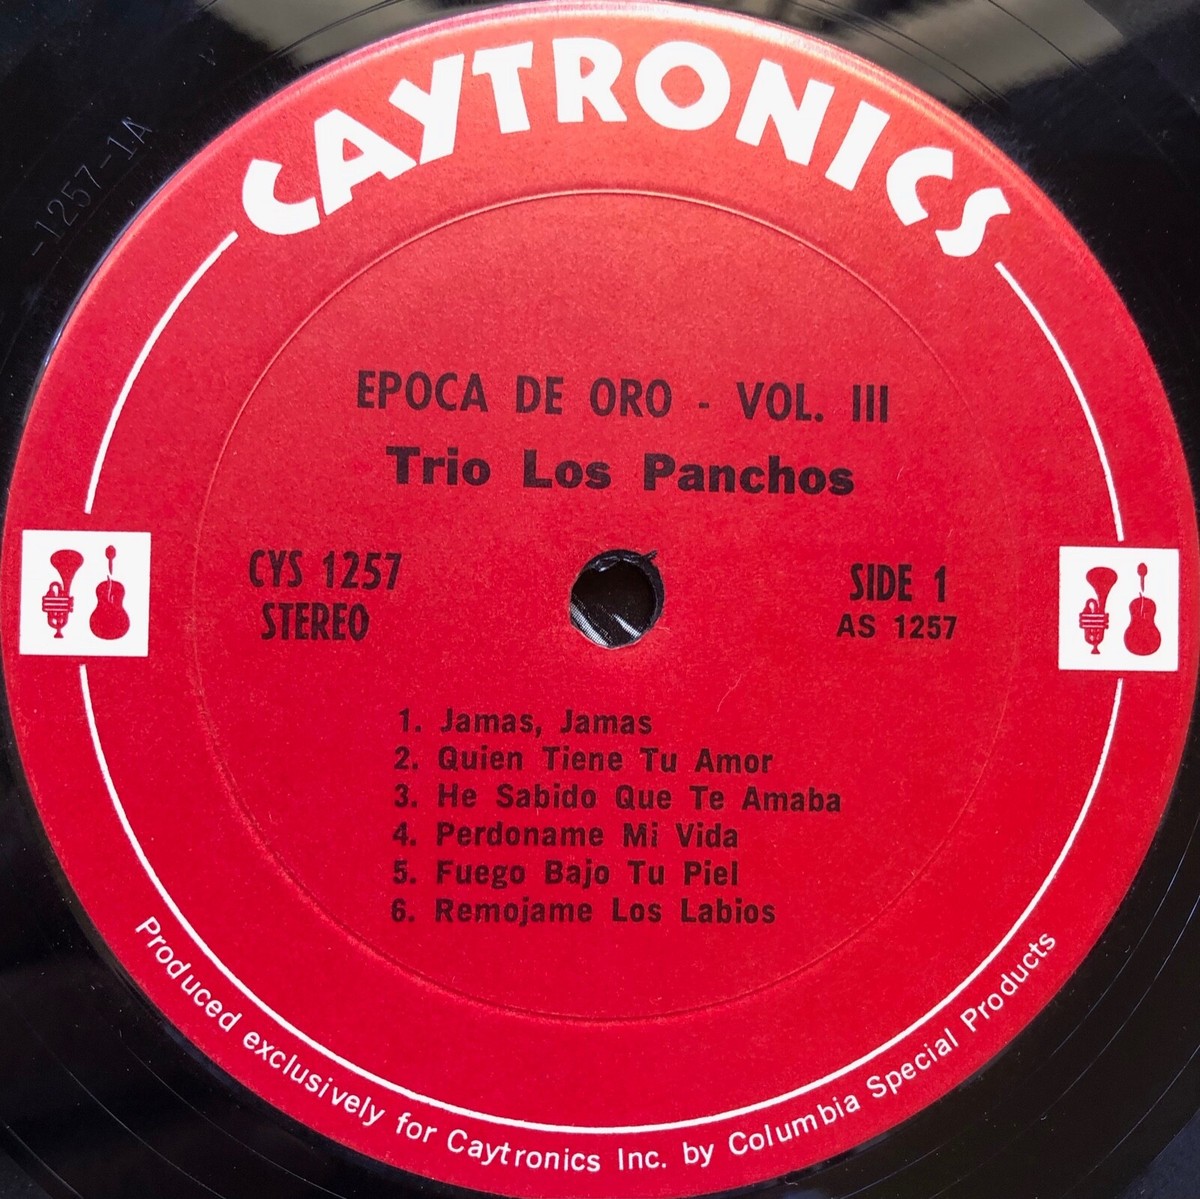 CAYTRONICS
-1257-1A
EPOCA DE ORO - VOL. III
Trio Los Panchos
CYS 1257
STEREO
SIDE 1
AS 1257
1. Jamas, Jamas
2. Quien Tiene Tu Amor
3. He Sabido Que Te Amaba
4. Perdoname Mi Vida
5. Fuego Bajo Tu Piel
6. Remojame Los Labios
Produced exclusively for Caytronics Inc. by Columbia Special Products